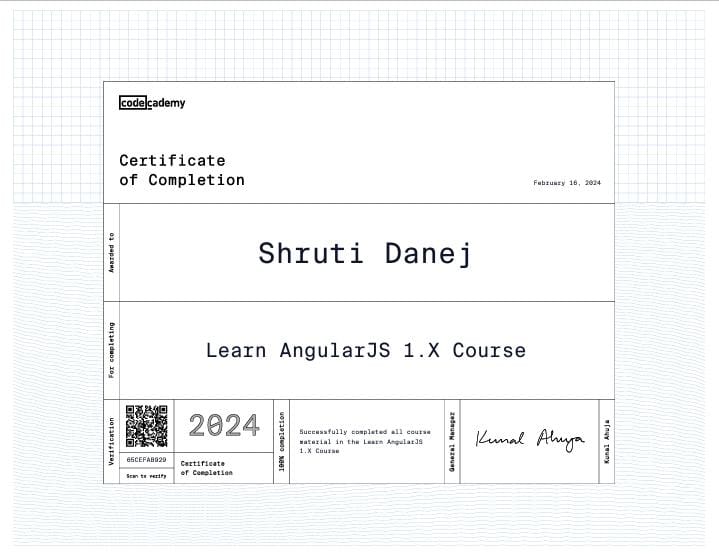 codecademy
Certificate
of Completion
February 16, 2024
Awarded to
Shruti Danej
For completing
Learn AngularJS 1.X Course
Verification
65CEFAB929
Scan to verify
2024
Certificate
of Completion
100% completion
Successfully completed all course
material in the Learn AngularJS
1.X Course
General Manager
Kunal Ahuja
Kunal Ahuja